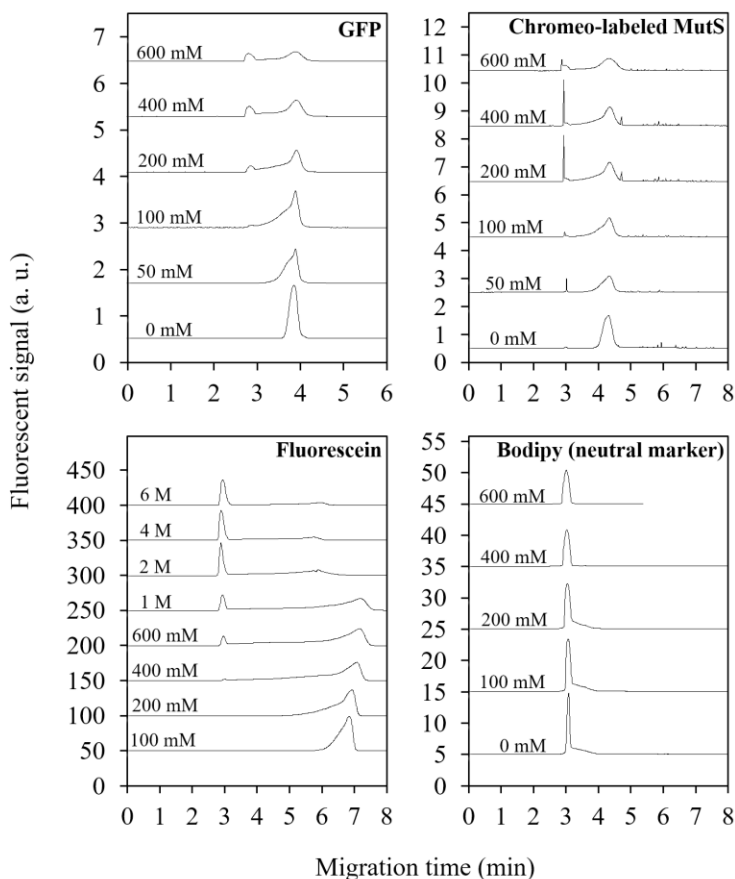 GFP
7
6
5
4
3
2
1
0
600 mM
400 mM
200 mM
100 mM
50 mM
0 mM
0 1 2 3 4 5 6
Chromeo-labeled MutS
12
11
10
9
8
7
6
5
4
3
2
1
0
600 mM
400 mM
200 mM
100 mM
50 mM
0 mM
0 1 2 3 4 5 6 7 8
Fluorescent signal (a. u.)
Fluorescein
450
400
350
300
250
200
150
100
50
0
6 M
4 M
2 M
1 M
600 mM
400 mM
200 mM
100 mM
0 1 2 3 4 5 6 7 8
Bodipy (neutral marker)
55
50
45
40
35
30
25
20
15
10
5
0
600 mM
400 mM
200 mM
100 mM
0 mM
0 1 2 3 4 5 6 7 8
Migration time (min)